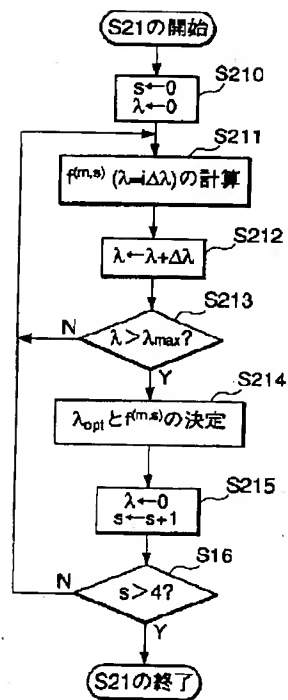 S21の開始
S210
s←0
λ←0
S211
f(m,s) (λ=iΔλ)の計算
S212
λ←λ+Δλ
S213
N
λ>λmax?
Y
S214
λoptとf(m,s)の決定
S215
λ←0
s←s+1
S16
N
s>4?
Y
S21の終了